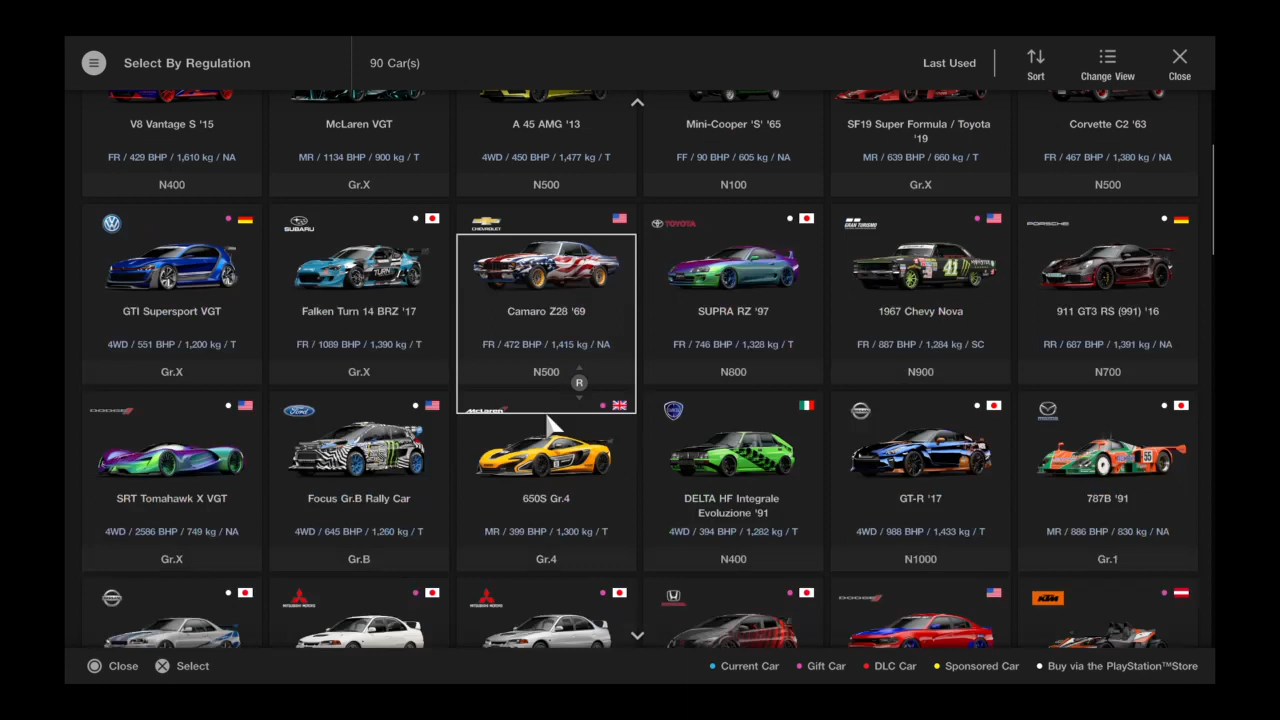 Select By Regulation
90 Car(s)
Last Used
Sort
Change View
Close
V8 Vantage S '15
FR / 429 BHP / 1,610 kg / NA
N400
McLaren VGT
MR / 1134 BHP / 900 kg / T
Gr.X
A 45 AMG '13
4WD / 450 BHP / 1,477 kg / T
N500
Mini-Cooper 'S' '65
FF / 90 BHP / 605 kg / NA
N100
SF19 Super Formula / Toyota
'19
MR / 639 BHP / 660 kg / T
Gr.X
Corvette C2 '63
FR / 467 BHP / 1,380 kg / NA
N500
GTI Supersport VGT
4WD / 551 BHP / 1,200 kg / T
Gr.X
SUBARU
TURN
Falken Turn 14 BRZ '17
FR / 1089 BHP / 1,390 kg / T
Gr.X
CHEVROLET
Camaro Z28 '69
FR / 472 BHP / 1,415 kg / NA
N500
R
TOYOTA
SUPRA RZ '97
FR / 746 BHP / 1,328 kg / T
N800
GRAN TURISMO
41
1967 Chevy Nova
FR / 887 BHP / 1,284 kg / SC
N900
PORSCHE
911 GT3 RS (991) '16
RR / 687 BHP / 1,391 kg / NA
N700
DODGE
SRT Tomahawk X VGT
4WD / 2586 BHP / 749 kg / NA
Gr.X
Ford
Focus Gr.B Rally Car
4WD / 645 BHP / 1,260 kg / T
Gr.B
McLaren
650S Gr.4
MR / 399 BHP / 1,300 kg / T
Gr.4
DELTA HF Integrale
Evoluzione '91
4WD / 394 BHP / 1,282 kg / T
N400
GT-R '17
4WD / 988 BHP / 1,433 kg / T
N1000
55
787B '91
MR / 886 BHP / 830 kg / NA
Gr.1
MITSUBISHI MOTORS
MITSUBISHI MOTORS
HONDA
DODGE
KTM
Close
Select
Current Car
Gift Car
DLC Car
Sponsored Car
Buy via the PlayStation™Store